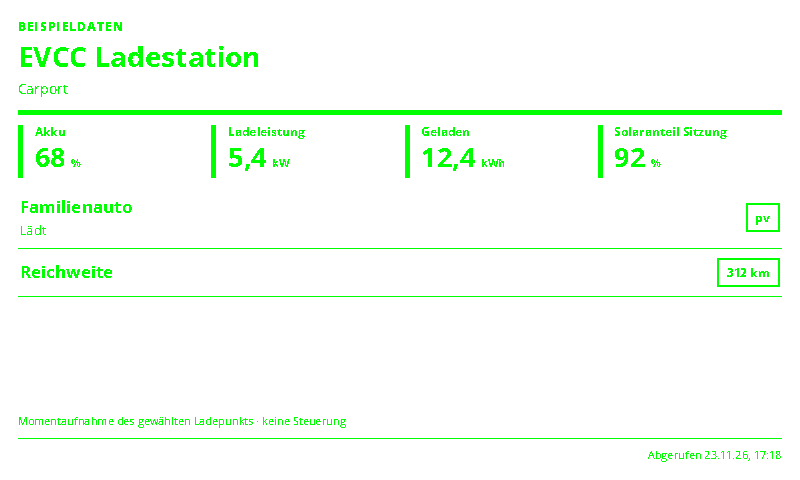 BEISPIELDATEN
EVCC Ladestation
Carport
Akku
68 %
Ladeleistung
5,4 kW
Geladen
12,4 kWh
Solaranteil Sitzung
92 %
Familienauto
Lädt
pv
Reichweite
312 km
Momentaufnahme des gewählten Ladepunkts · keine Steuerung
Abgerufen 23.11.26, 17:18